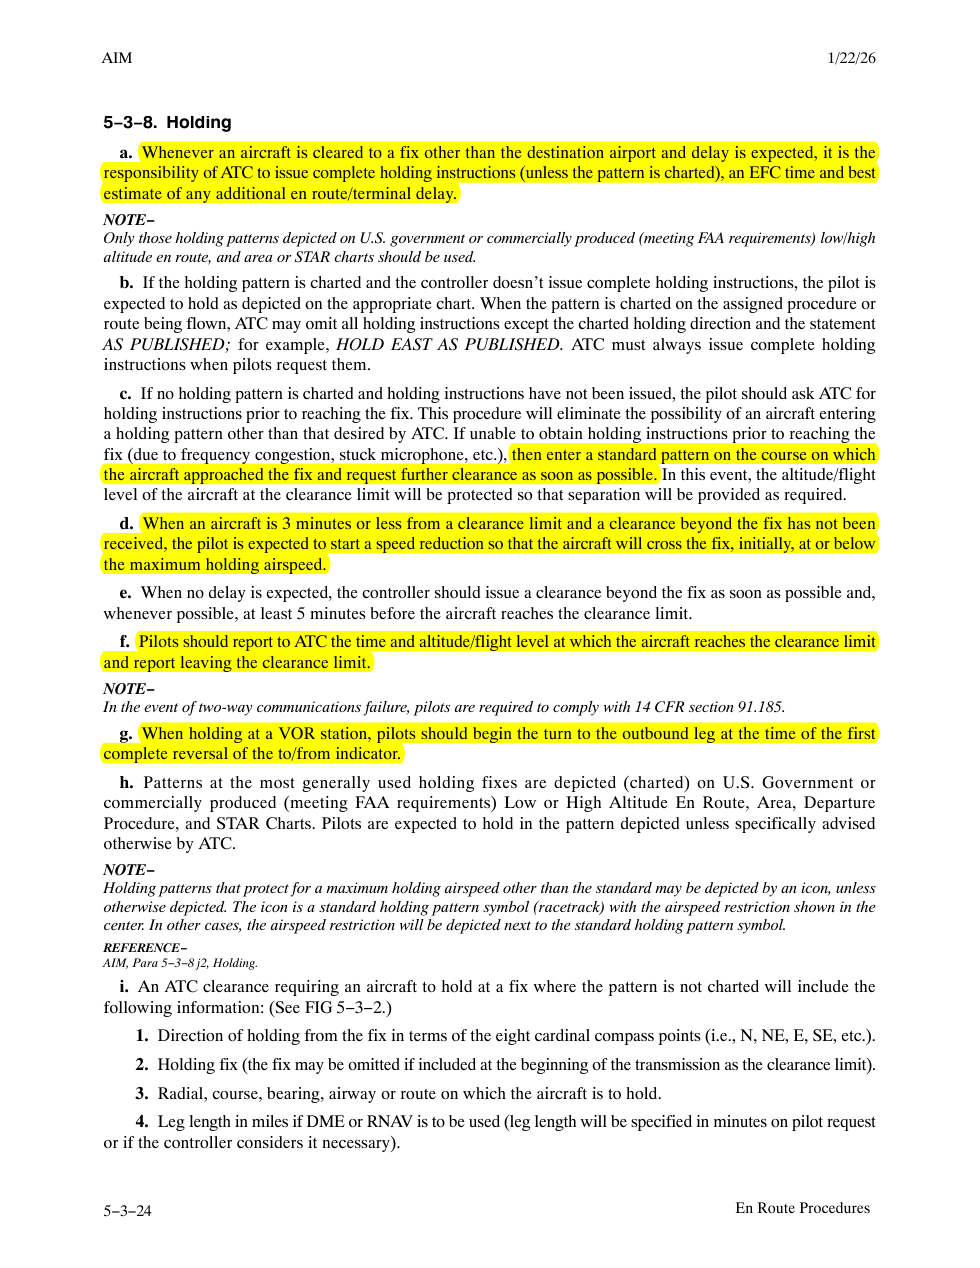 AIM
1/22/26
5−3−8. Holding
a. Whenever an aircraft is cleared to a fix other than the destination airport and delay is expected, it is the
responsibility of ATC to issue complete holding instructions (unless the pattern is charted), an EFC time and best
estimate of any additional en route/terminal delay.
NOTE−
Only those holding patterns depicted on U.S. government or commercially produced (meeting FAA requirements) low/high
altitude en route, and area or STAR charts should be used.
b. If the holding pattern is charted and the controller doesn’t issue complete holding instructions, the pilot is
expected to hold as depicted on the appropriate chart. When the pattern is charted on the assigned procedure or
route being flown, ATC may omit all holding instructions except the charted holding direction and the statement
AS PUBLISHED; for example, HOLD EAST AS PUBLISHED. ATC must always issue complete holding
instructions when pilots request them.
c. If no holding pattern is charted and holding instructions have not been issued, the pilot should ask ATC for
holding instructions prior to reaching the fix. This procedure will eliminate the possibility of an aircraft entering
a holding pattern other than that desired by ATC. If unable to obtain holding instructions prior to reaching the
fix (due to frequency congestion, stuck microphone, etc.), then enter a standard pattern on the course on which
the aircraft approached the fix and request further clearance as soon as possible. In this event, the altitude/flight
level of the aircraft at the clearance limit will be protected so that separation will be provided as required.
d. When an aircraft is 3 minutes or less from a clearance limit and a clearance beyond the fix has not been
received, the pilot is expected to start a speed reduction so that the aircraft will cross the fix, initially, at or below
the maximum holding airspeed.
e. When no delay is expected, the controller should issue a clearance beyond the fix as soon as possible and,
whenever possible, at least 5 minutes before the aircraft reaches the clearance limit.
f. Pilots should report to ATC the time and altitude/flight level at which the aircraft reaches the clearance limit
and report leaving the clearance limit.
NOTE−
In the event of two-way communications failure, pilots are required to comply with 14 CFR section 91.185.
g. When holding at a VOR station, pilots should begin the turn to the outbound leg at the time of the first
complete reversal of the to/from indicator.
h. Patterns at the most generally used holding fixes are depicted (charted) on U.S. Government or
commercially produced (meeting FAA requirements) Low or High Altitude En Route, Area, Departure
Procedure, and STAR Charts. Pilots are expected to hold in the pattern depicted unless specifically advised
otherwise by ATC.
NOTE−
Holding patterns that protect for a maximum holding airspeed other than the standard may be depicted by an icon, unless
otherwise depicted. The icon is a standard holding pattern symbol (racetrack) with the airspeed restriction shown in the
center. In other cases, the airspeed restriction will be depicted next to the standard holding pattern symbol.
REFERENCE−
AIM, Para 5−3−8 j2, Holding.
i. An ATC clearance requiring an aircraft to hold at a fix where the pattern is not charted will include the
following information: (See FIG 5−3−2.)
1. Direction of holding from the fix in terms of the eight cardinal compass points (i.e., N, NE, E, SE, etc.).
2. Holding fix (the fix may be omitted if included at the beginning of the transmission as the clearance limit).
3. Radial, course, bearing, airway or route on which the aircraft is to hold.
4. Leg length in miles if DME or RNAV is to be used (leg length will be specified in minutes on pilot request
or if the controller considers it necessary).
5−3−24
En Route Procedures